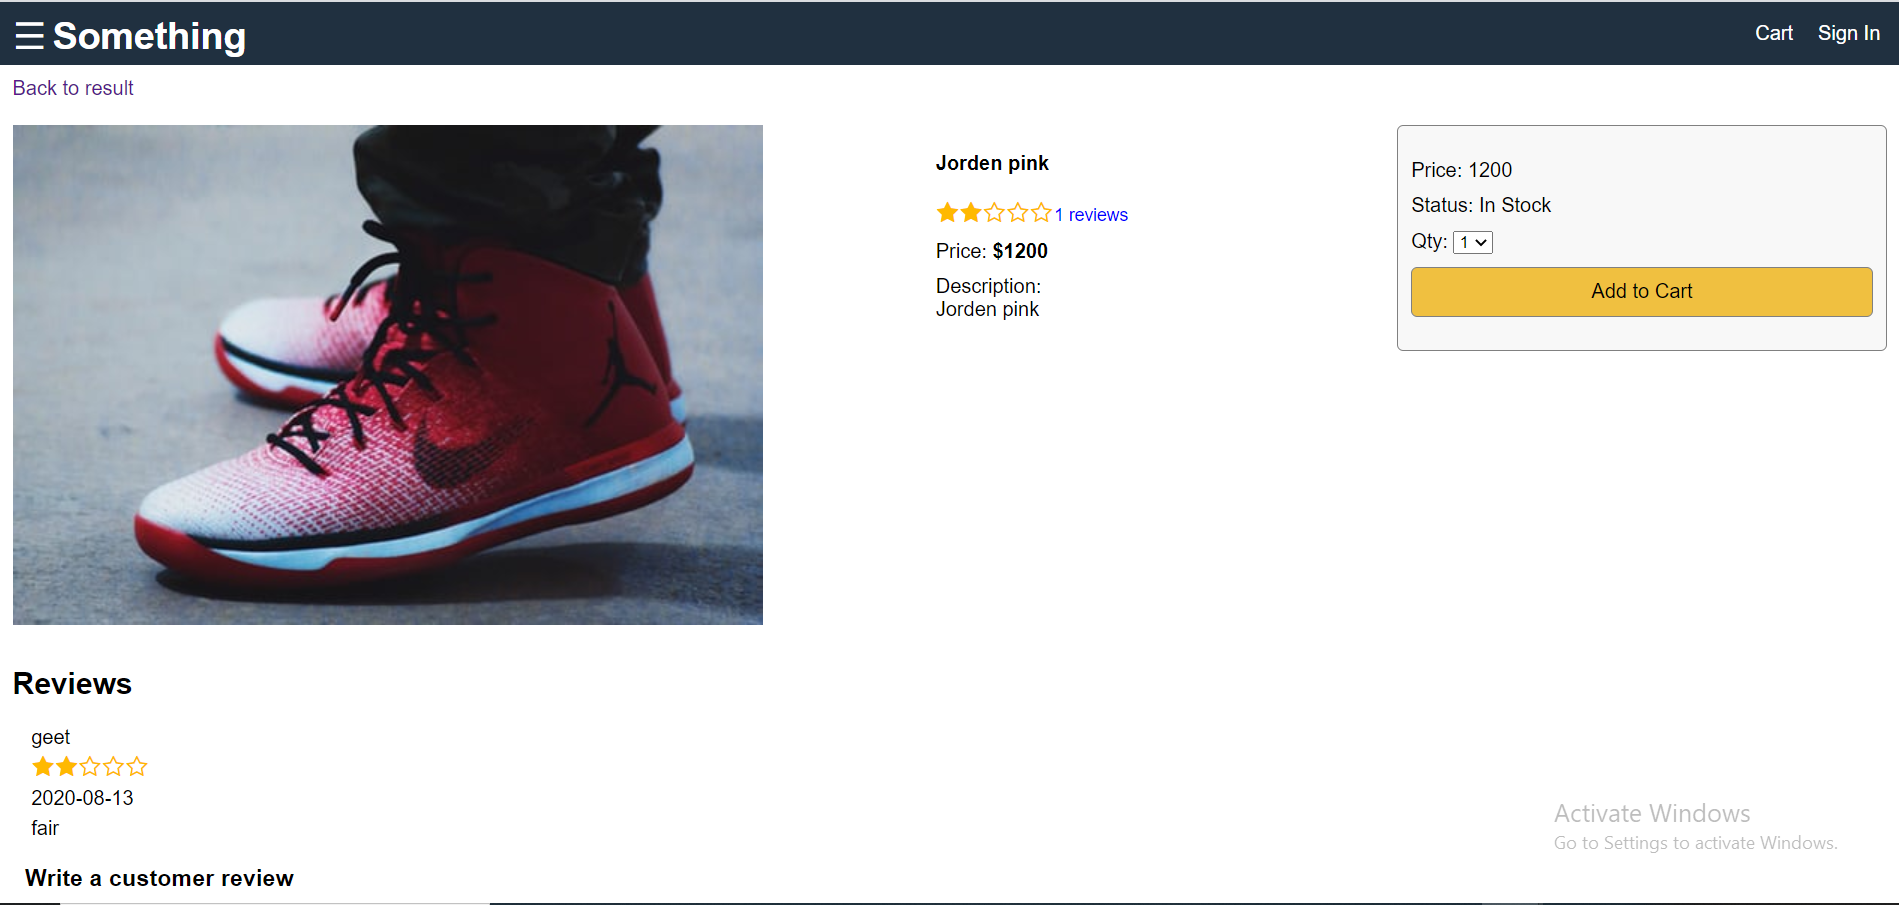 ☰ Something
Cart Sign In
Back to result
Jorden pink
1 reviews
Price: $1200
Description:
Jorden pink
Price: 1200
Status: In Stock
Qty: 1
Add to Cart
Reviews
geet
2020-08-13
fair
Write a customer review
Activate Windows
Go to Settings to activate Windows.